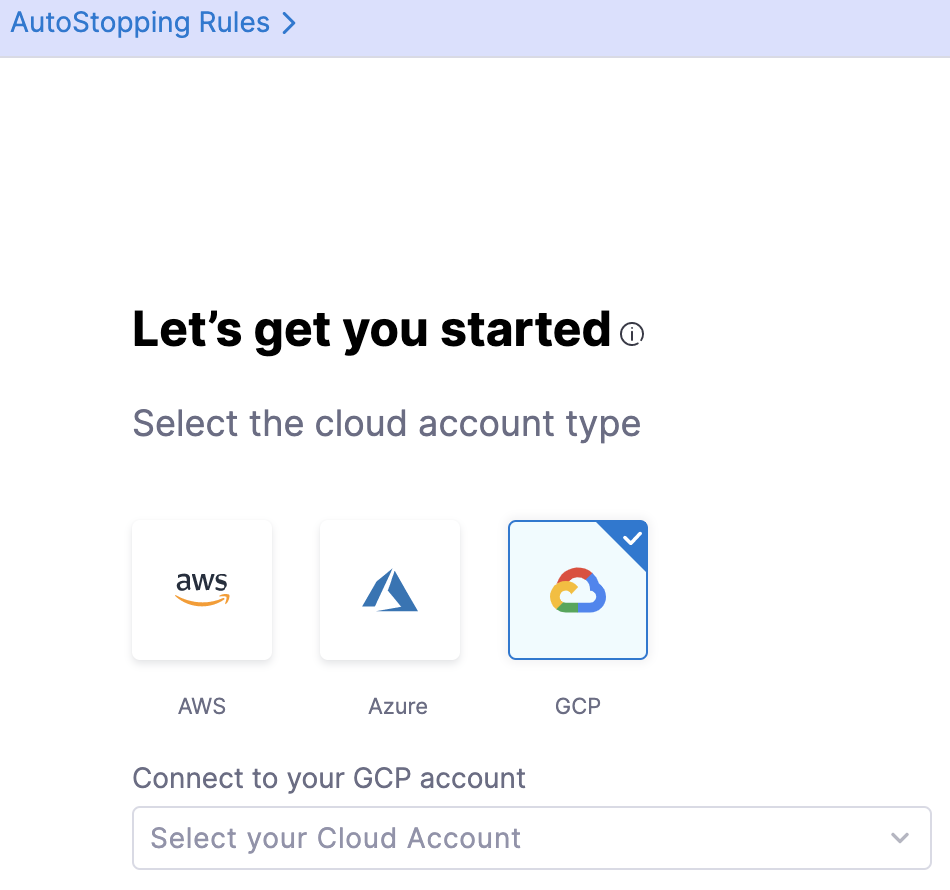 AutoStopping Rules
Let’s get you started
Select the cloud account type
aws
AWS
Azure
GCP
Connect to your GCP account
Select your Cloud Account